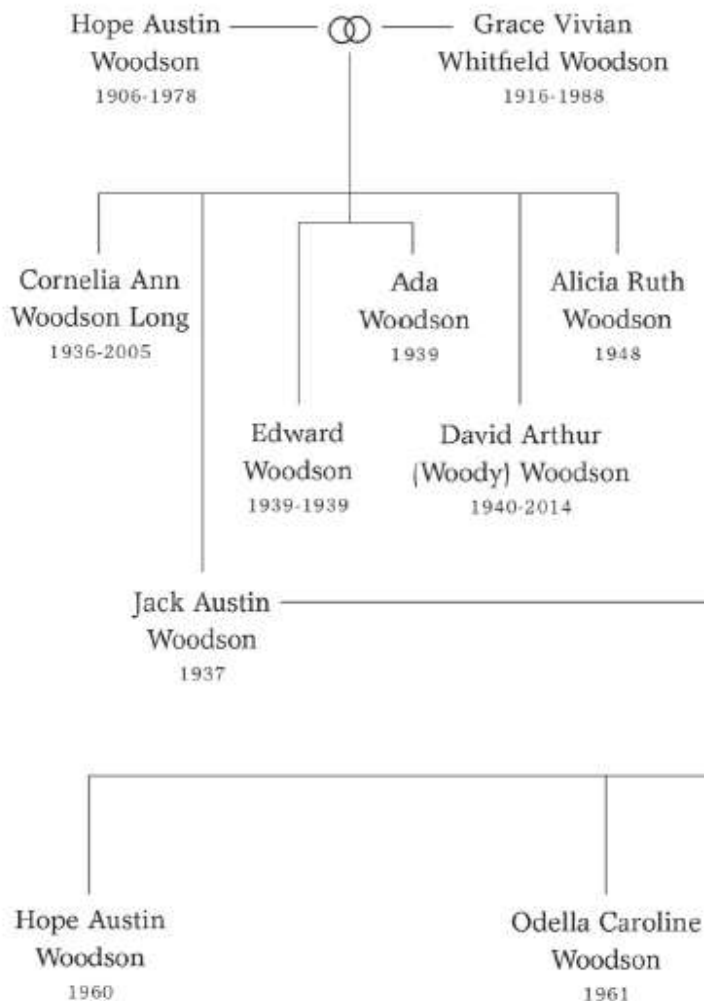 Hope Austin
Woodson
1906-1978
Grace Vivian
Whitfield Woodson
1916-1988
Cornelia Ann
Woodson Long
1936-2005
Ada
Woodson
1939
Alicia Ruth
Woodson
1948
Edward
Woodson
1939-1939
David Arthur
(Woody) Woodson
1940-2014
Jack Austin
Woodson
1937
Hope Austin
Woodson
1960
Odella Caroline
Woodson
1961